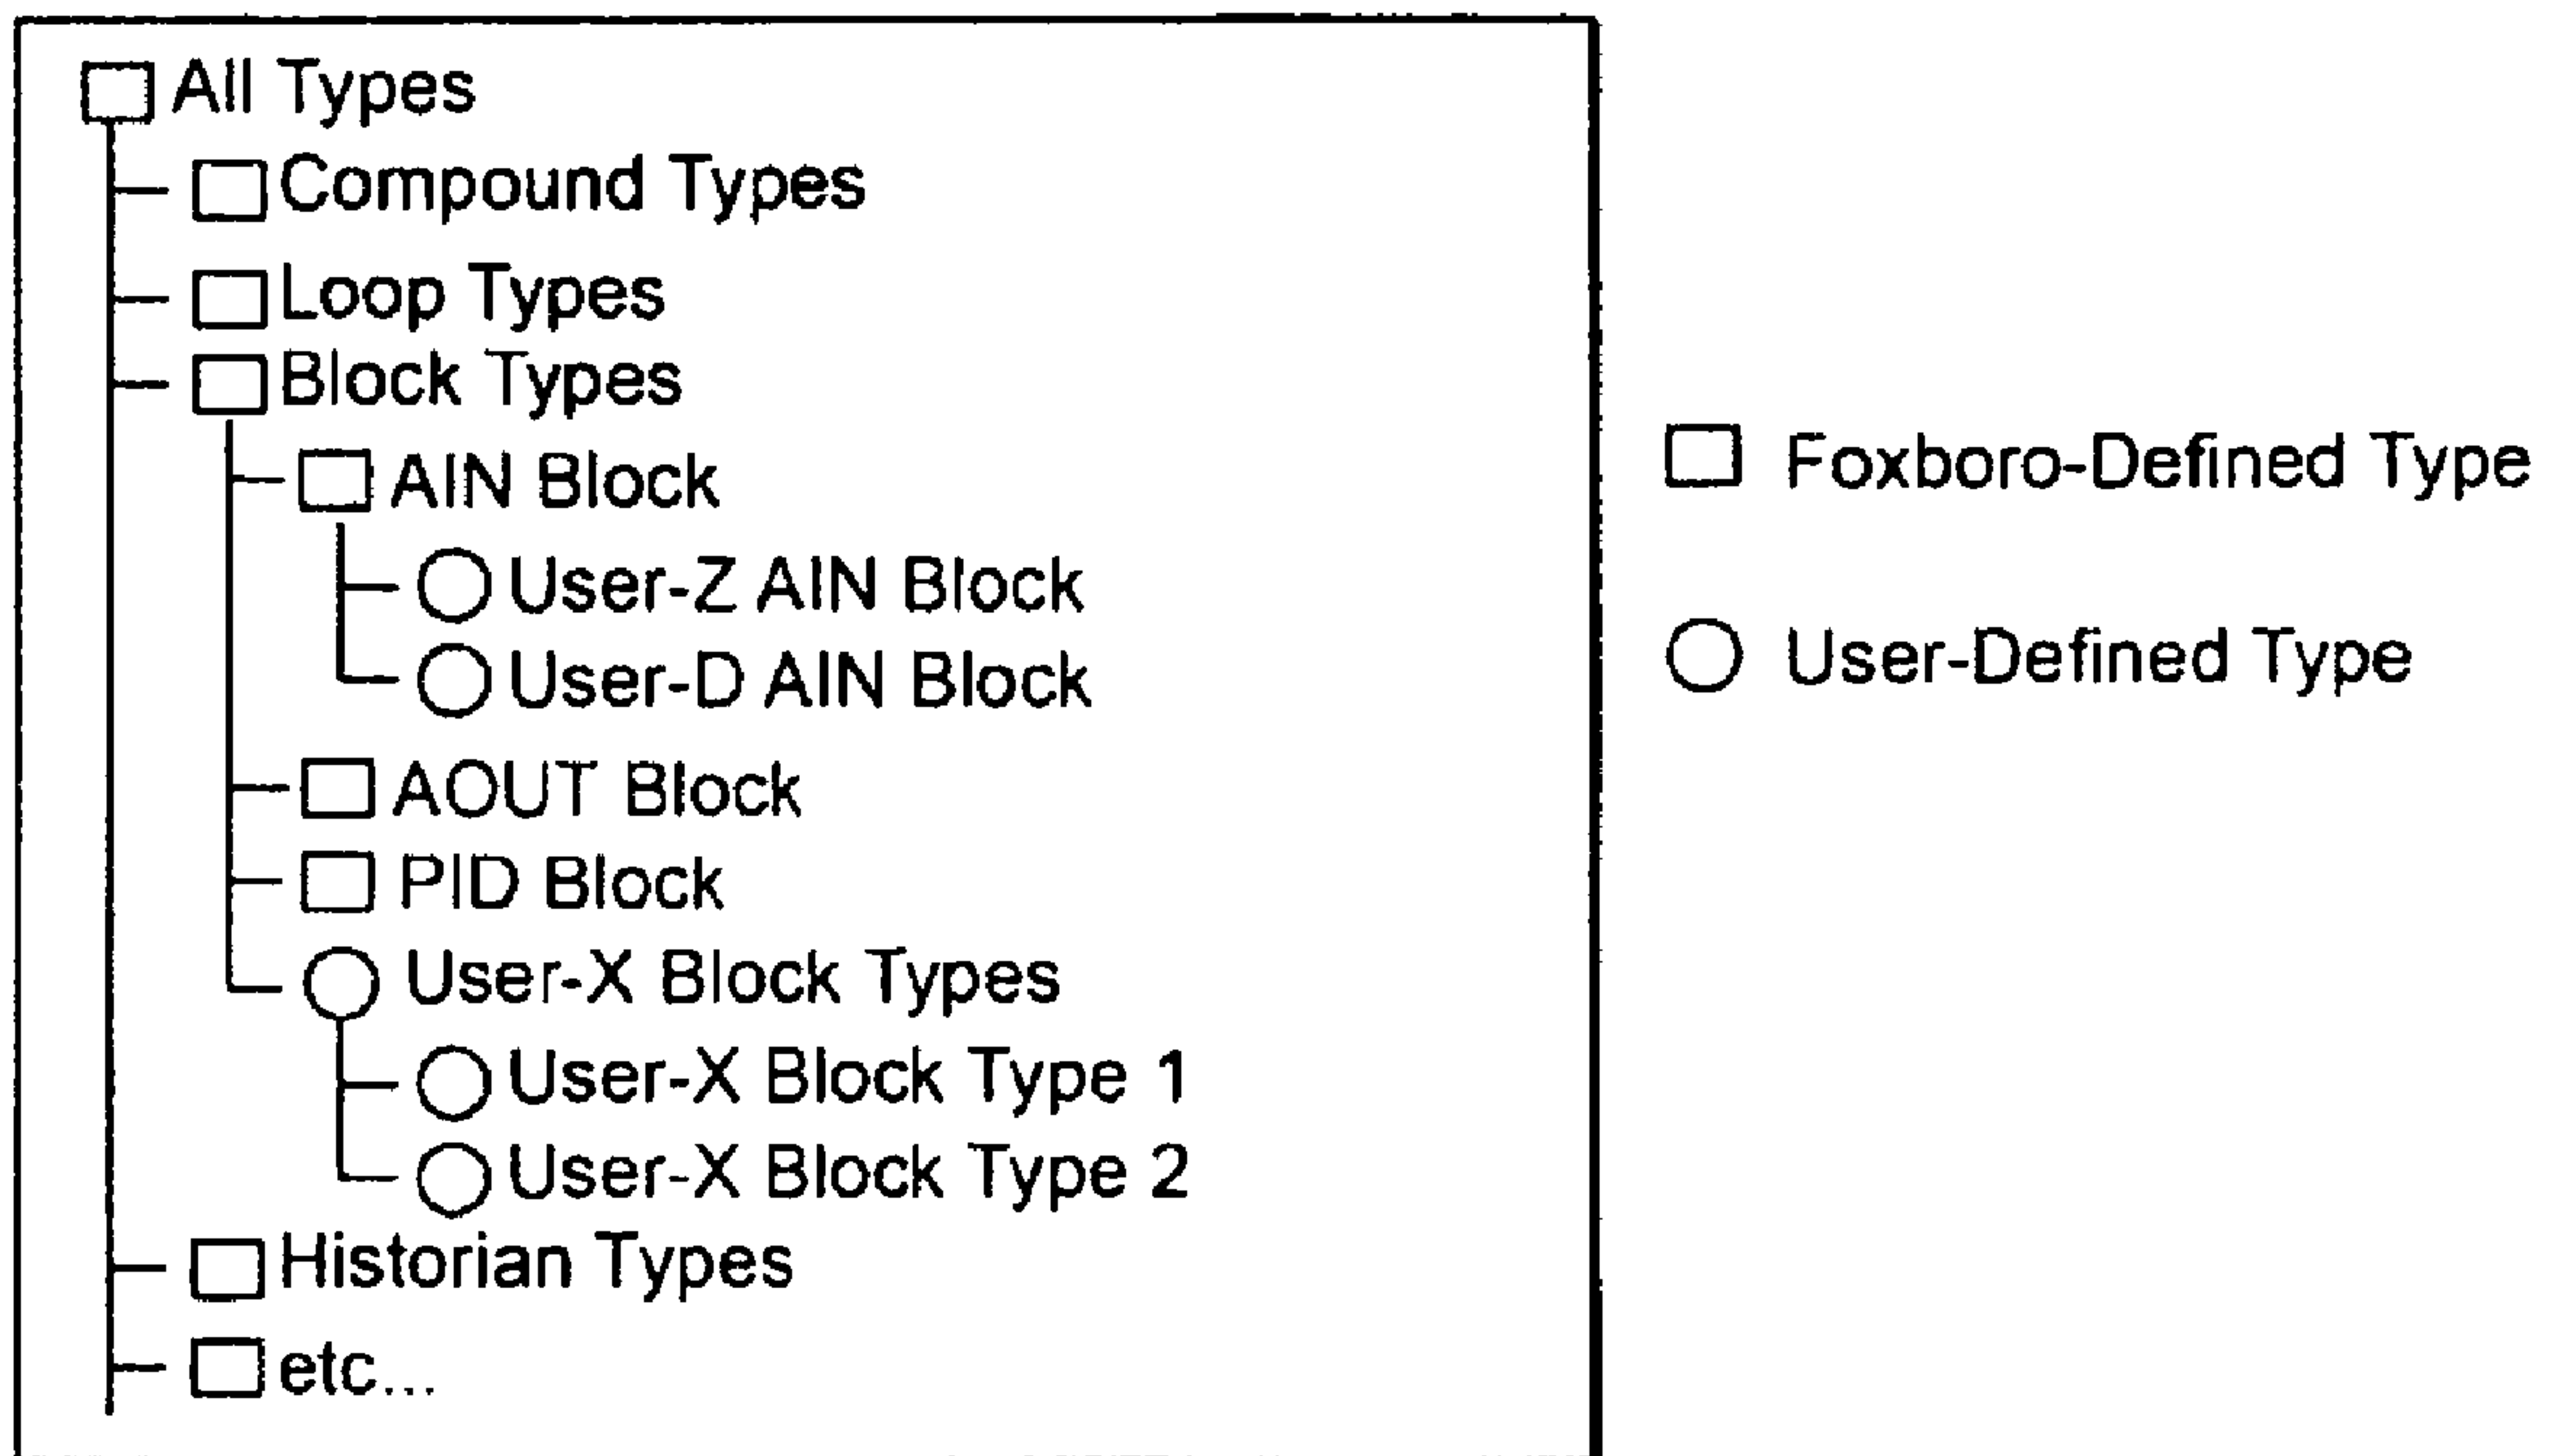 All Types
Compound Types
Loop Types
Block Types
AIN Block
User-Z AIN Block
User-D AIN Block
AOUT Block
PID Block
User-X Block Types
User-X Block Type 1
User-X Block Type 2
Historian Types
etc...
Foxboro-Defined Type
User-Defined Type